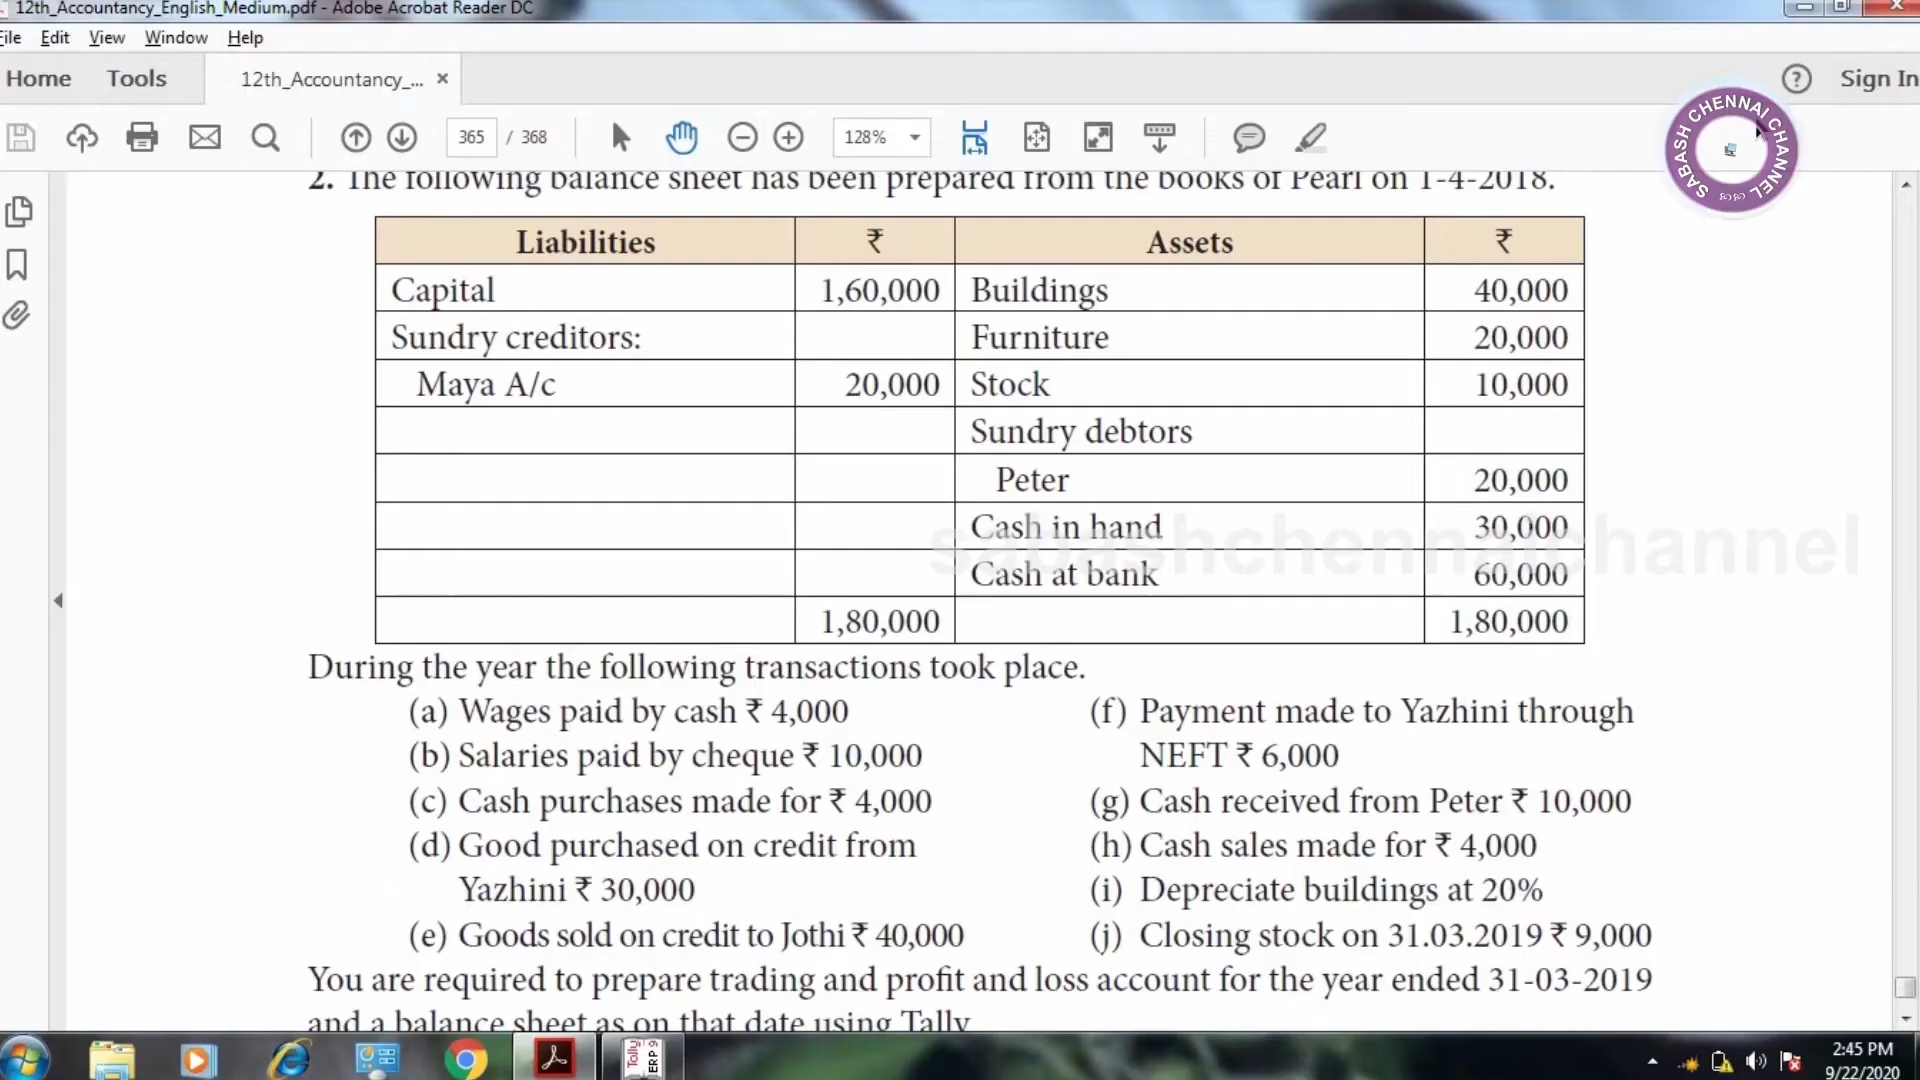 12th_Accountancy_English_Medium.pdf - Adobe Acrobat Reader DC
File Edit View Window Help
Home Tools 12th_Accountancy_... × ? Sign In
365 / 368 128%
SABASH CHENNAI CHANNEL
2. The following balance sheet has been prepared from the books of Pearl on 1-4-2018.
Liabilities ₹ Assets ₹
Capital 1,60,000 Buildings 40,000
Sundry creditors: Furniture 20,000
Maya A/c 20,000 Stock 10,000
Sundry debtors
Peter 20,000
Cash in hand 30,000
sabashchennaichannel
Cash at bank 60,000
1,80,000 1,80,000
During the year the following transactions took place.
(a) Wages paid by cash ₹ 4,000
(b) Salaries paid by cheque ₹ 10,000
(c) Cash purchases made for ₹ 4,000
(d) Good purchased on credit from
Yazhini ₹ 30,000
(e) Goods sold on credit to Jothi ₹ 40,000
(f) Payment made to Yazhini through
NEFT ₹ 6,000
(g) Cash received from Peter ₹ 10,000
(h) Cash sales made for ₹ 4,000
(i) Depreciate buildings at 20%
(j) Closing stock on 31.03.2019 ₹ 9,000
You are required to prepare trading and profit and loss account for the year ended 31-03-2019
and a balance sheet as on that date using Tally
Tally
ERP 9
2:45 PM
9/22/2020